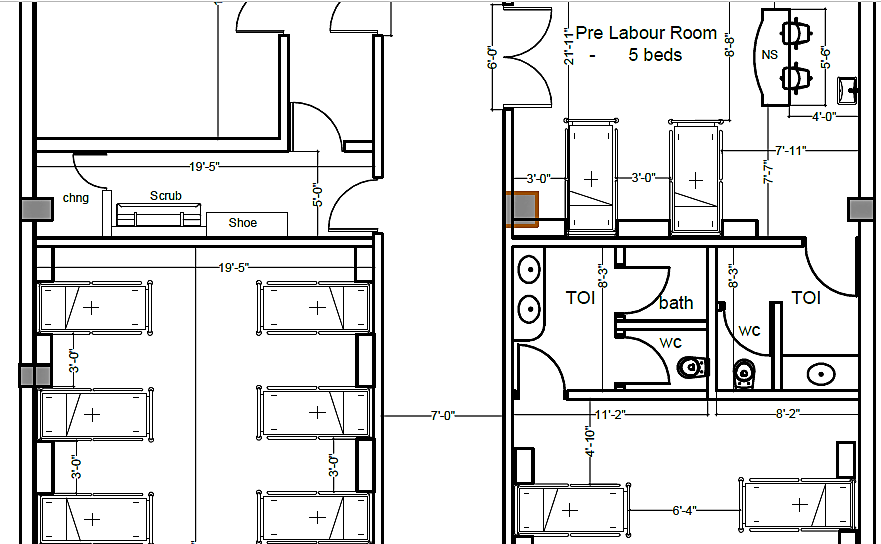 Pre Labour Room
- 5 beds
21'-11"
8'-8"
6'-0"
NS
5'-6"
4'-0"
7'-11"
7'-7"
3'-0"
3'-0"
19'-5"
5'-0"
chng
Scrub
Shoe
19'-5"
8'-3"
8'-3"
TOI
bath
TOI
WC
WC
3'-0"
7'-0"
11'-2"
8'-2"
4'-10"
3'-0"
3'-0"
6'-4"